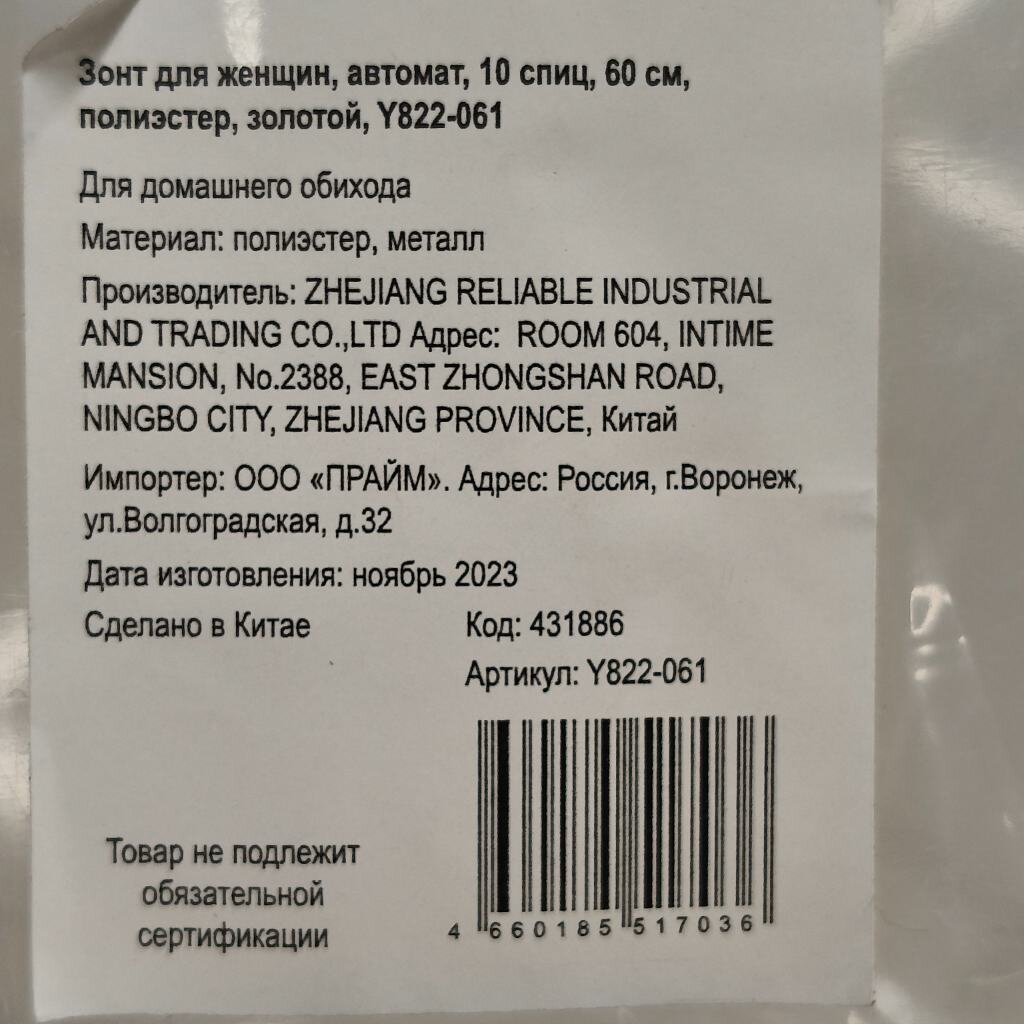 Зонт для женщин, автомат, 10 спиц, 60 см,
полиэстер, золотой, Y822-061
Для домашнего обихода
Материал: полиэстер, металл
Производитель: ZHEJIANG RELIABLE INDUSTRIAL
AND TRADING CO.,LTD Адрес: ROOM 604, INTIME
MANSION, No.2388, EAST ZHONGSHAN ROAD,
NINGBO CITY, ZHEJIANG PROVINCE, Китай
Импортер: ООО «ПРАЙМ». Адрес: Россия, г.Воронеж,
ул.Волгоградская, д.32
Дата изготовления: ноябрь 2023
Сделано в Китае
Код: 431886
Артикул: Y822-061
Товар не подлежит
обязательной
сертификации
4 660185 517036